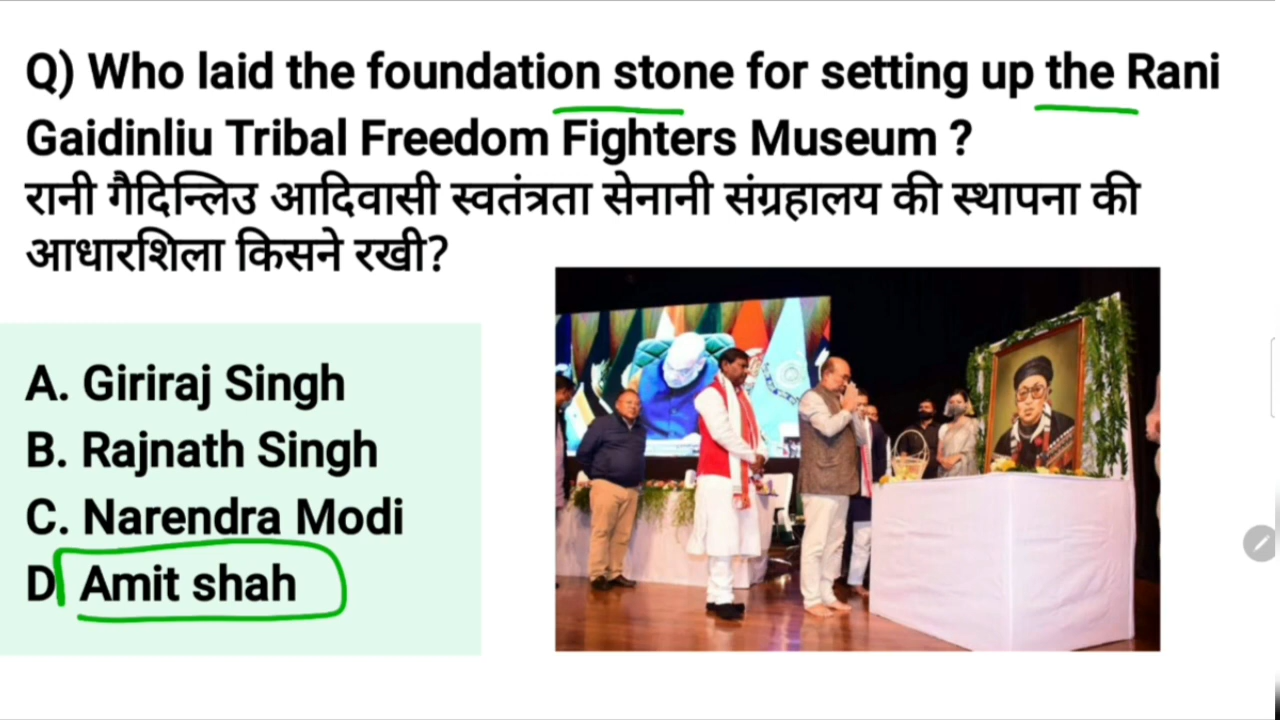 Q) Who laid the foundation stone for setting up the Rani
Gaidinliu Tribal Freedom Fighters Museum ?
रानी गैदिन्लिउ आदिवासी स्वतंत्रता सेनानी संग्रहालय की स्थापना की
आधारशिला किसने रखी?
A. Giriraj Singh
B. Rajnath Singh
C. Narendra Modi
D Amit shah